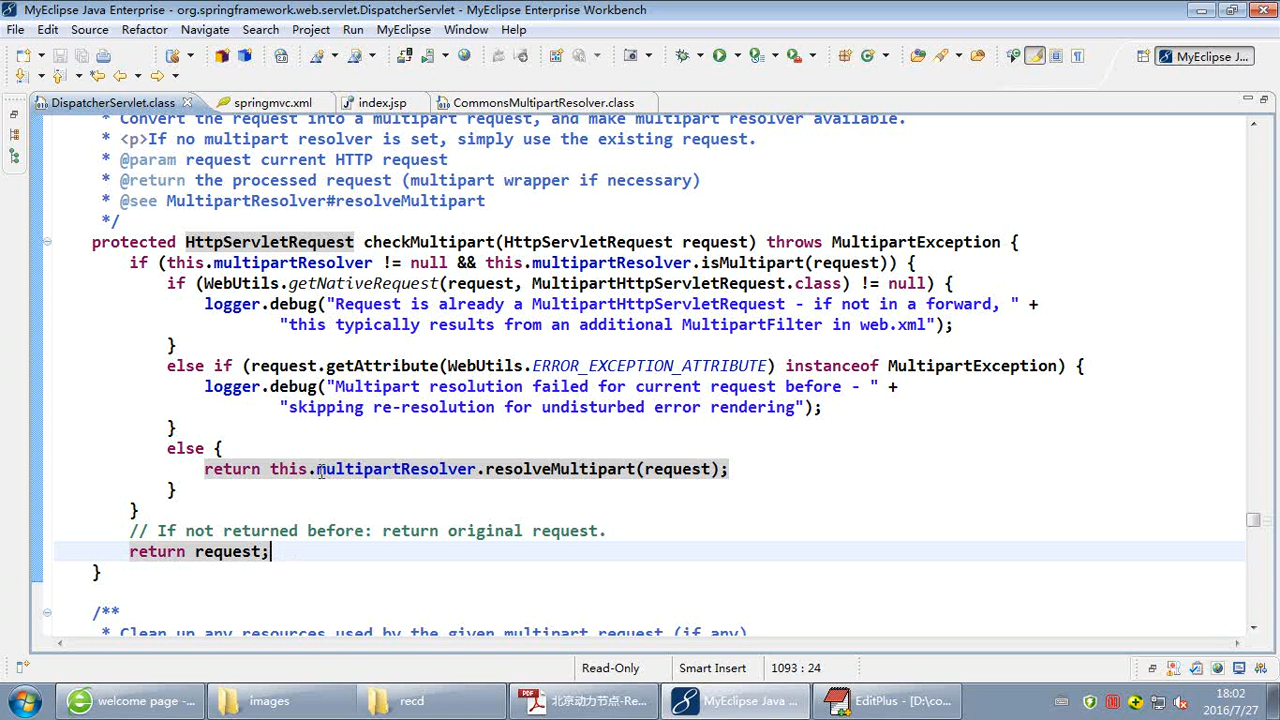 MyEclipse Java Enterprise - org.springframework.web.servlet.DispatcherServlet - MyEclipse Enterprise Workbench
File Edit Source Refactor Navigate Search Project Run MyEclipse Window Help
MyEclipse J...
DispatcherServlet.class springmvc.xml index.jsp CommonsMultipartResolver.class
* Convert the request into a multipart request, and make multipart resolver available.
* <p>If no multipart resolver is set, simply use the existing request.
* @param request current HTTP request
* @return the processed request (multipart wrapper if necessary)
* @see MultipartResolver#resolveMultipart
*/
protected HttpServletRequest checkMultipart(HttpServletRequest request) throws MultipartException {
if (this.multipartResolver != null && this.multipartResolver.isMultipart(request)) {
if (WebUtils.getNativeRequest(request, MultipartHttpServletRequest.class) != null) {
logger.debug("Request is already a MultipartHttpServletRequest - if not in a forward, " +
"this typically results from an additional MultipartFilter in web.xml");
}
else if (request.getAttribute(WebUtils.ERROR_EXCEPTION_ATTRIBUTE) instanceof MultipartException) {
logger.debug("Multipart resolution failed for current request before - " +
"skipping re-resolution for undisturbed error rendering");
}
else {
return this.multipartResolver.resolveMultipart(request);
}
}
// If not returned before: return original request.
return request;
}
/**
* Clean up any resources used by the given multipart request (if any)
Read-Only Smart Insert 1093 : 24
welcome page -... images recd 北京动力节点-Re... MyEclipse Java ... EditPlus - [D:\co... 18:02
2016/7/27